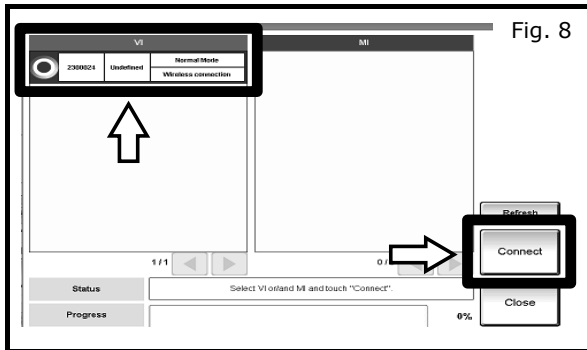 Fig. 8
VI
MI
2300024
Undefined
Normal Mode
Wireless connection
Refresh
Connect
1/1
0/
Status
Select VI or/and MI and touch "Connect".
Close
Progress
0%